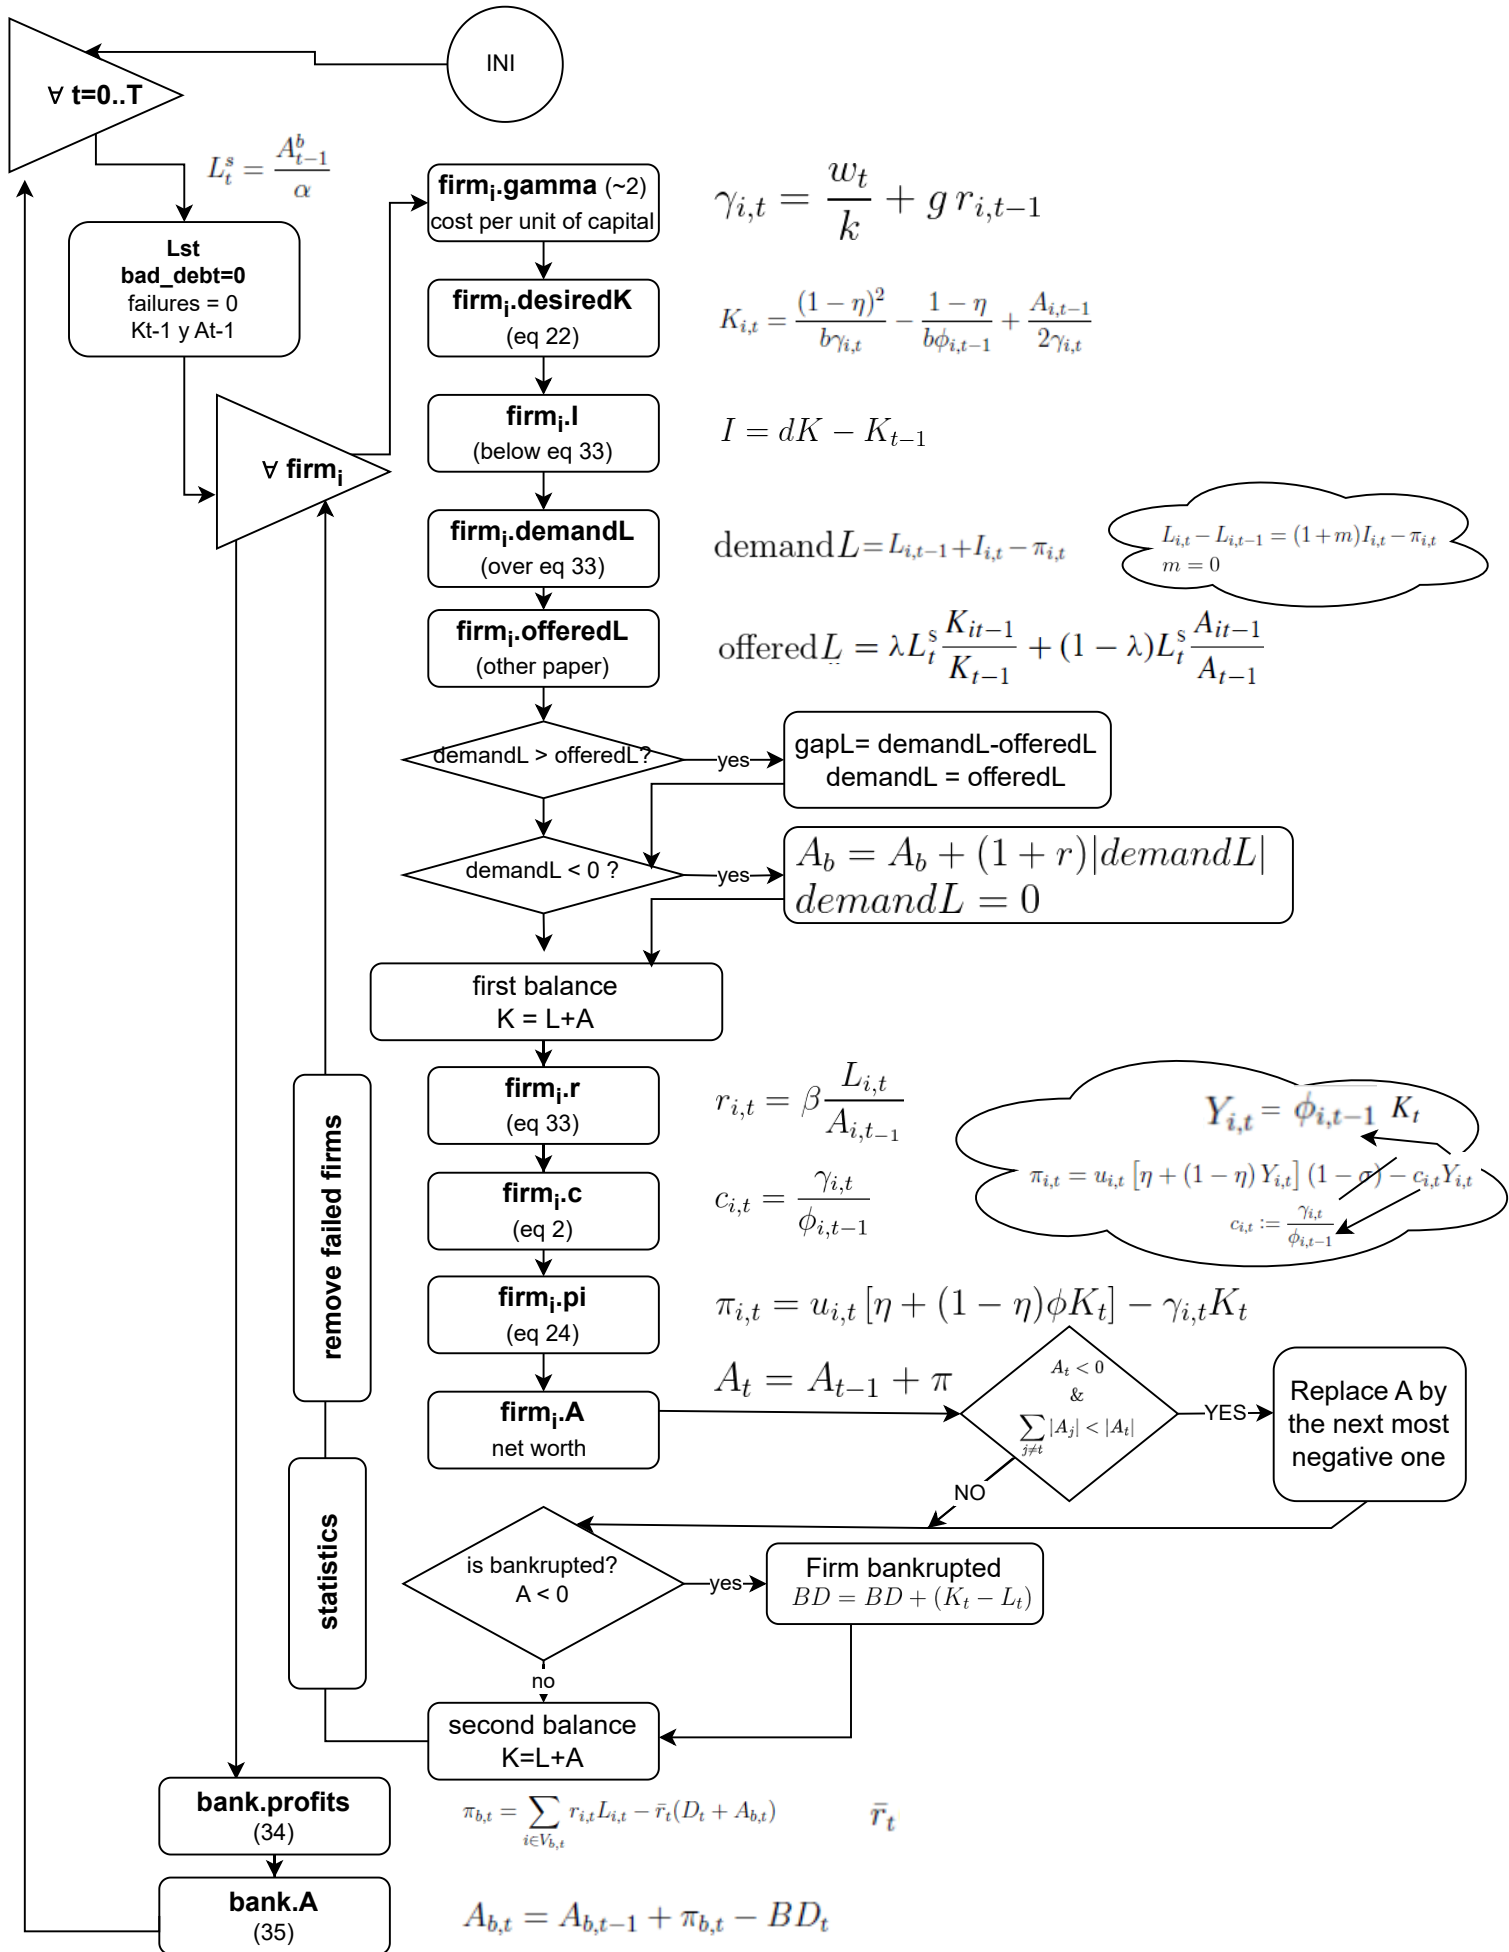 INI
∀ t=0..T
L_t^s = A_{t-1}^b / α
Lst
bad_debt=0
failures = 0
Kt-1 y At-1
∀ firm_i
firm_i.gamma (~2)
cost per unit of capital
γ_{i,t} = w_t / k + g r_{i,t-1}
firm_i.desiredK
(eq 22)
K_{i,t} = (1 − η)^2 / bγ_{i,t} − 1 − η / bϕ_{i,t-1} + A_{i,t-1} / 2γ_{i,t}
firm_i.I
(below eq 33)
I = dK − K_{t−1}
firm_i.demandL
(over eq 33)
demandL = L_{i,t−1} + I_{i,t} − π_{i,t}
L_{i,t} − L_{i,t−1} = (1+m)I_{i,t} − π_{i,t}
m = 0
firm_i.offeredL
(other paper)
offeredL = λL_t^s K_{it−1} / K_{t−1} + (1 − λ)L_t^s A_{it−1} / A_{t−1}
demandL > offeredL?
yes
gapL= demandL-offeredL
demandL = offeredL
demandL < 0 ?
yes
A_b = A_b + (1 + r)|demandL|
demandL = 0
first balance
K = L+A
firm_i.r
(eq 33)
r_{i,t} = β L_{i,t} / A_{i,t−1}
firm_i.c
(eq 2)
c_{i,t} = γ_{i,t} / ϕ_{i,t−1}
Y_{i,t} = ϕ_{i,t−1} K_t
π_{i,t} = u_{i,t} [η + (1 − η) Y_{i,t}] (1 − σ) − c_{i,t}Y_{i,t}
c_{i,t} := γ_{i,t} / ϕ_{i,t−1}
firm_i.pi
(eq 24)
π_{i,t} = u_{i,t} [η + (1 − η)ϕK_t] − γ_{i,t}K_t
firm_i.A
net worth
A_t = A_{t−1} + π
A_t < 0
&
∑_{j≠t} |A_j| < |A_t|
YES
Replace A by
the next most
negative one
NO
is bankrupted?
A < 0
yes
Firm bankrupted
BD = BD + (K_t − L_t)
no
second balance
K=L+A
statistics
remove failed firms
bank.profits
(34)
π_{b,t} = ∑_{i∈V_{b,t}} r_{i,t}L_{i,t} − r̄_t(D_t + A_{b,t})
r̄_t
bank.A
(35)
A_{b,t} = A_{b,t−1} + π_{b,t} − BD_t